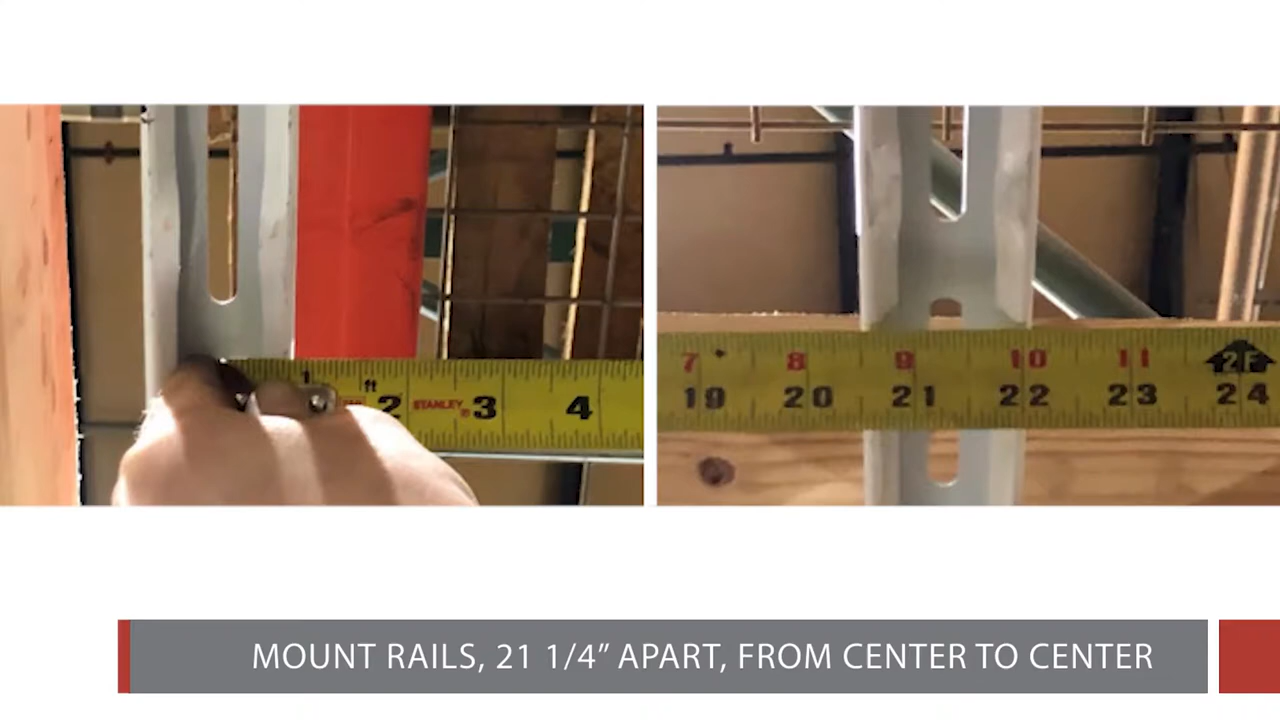 1 ft 2 STANLEY® 3 4
7 8 9 10 11 2F
19 20 21 22 23 24
MOUNT RAILS, 21 1/4” APART, FROM CENTER TO CENTER